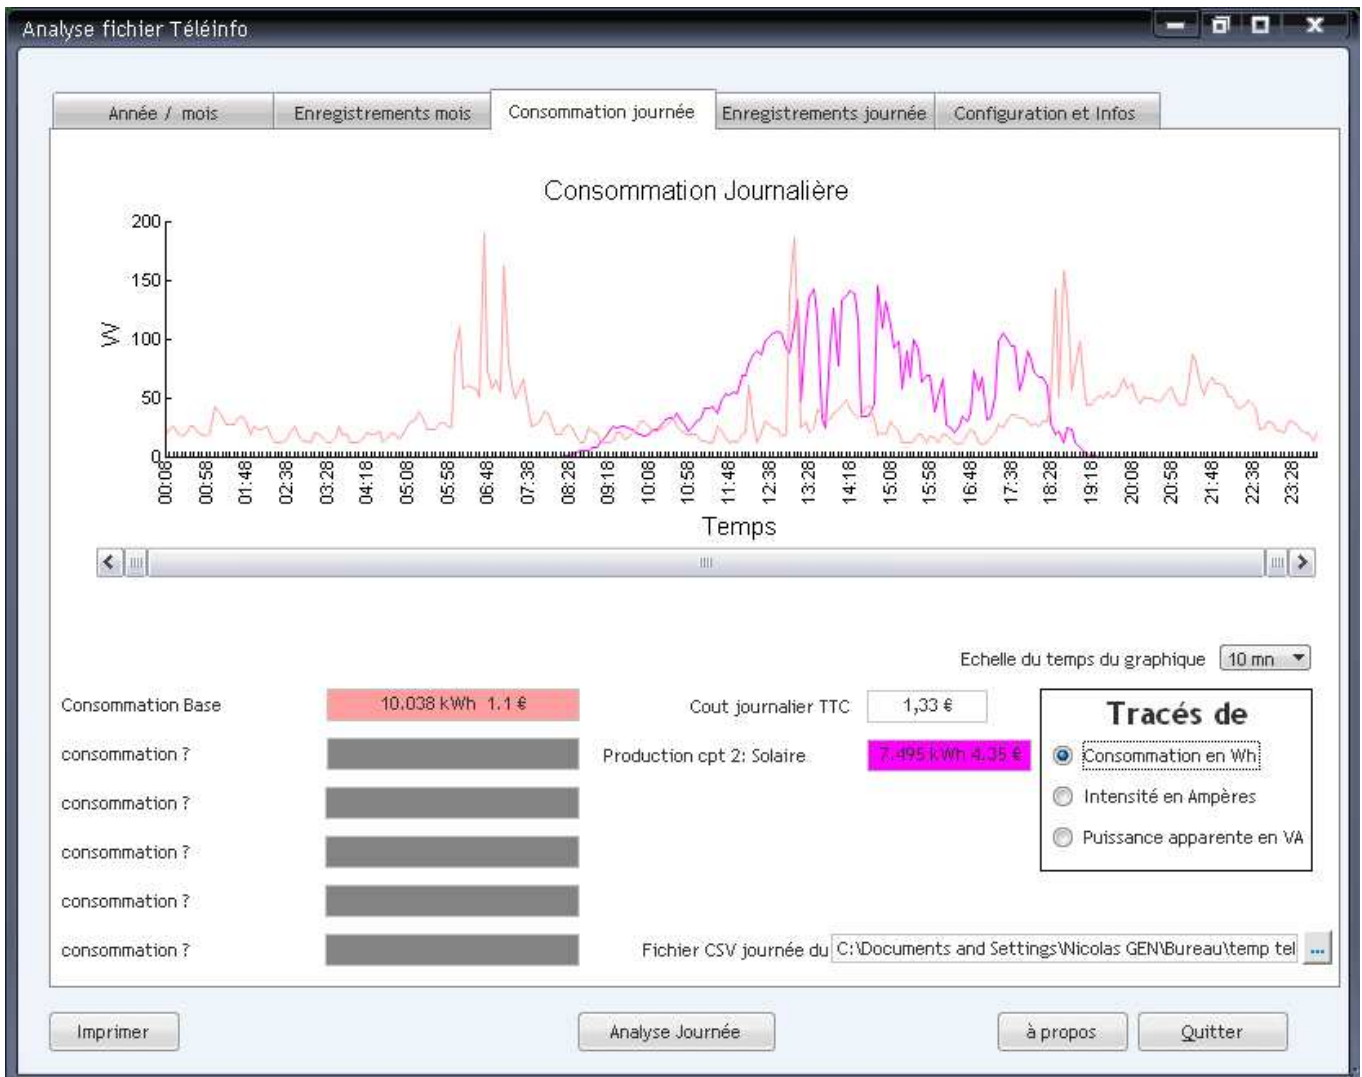 Analyse fichier Téléinfo
Année / mois
Enregistrements mois
Consommation journée
Enregistrements journée
Configuration et Infos
Consommation Journalière
W
200
150
100
50
0
00:08 00:58 01:48 02:38 03:28 04:18 05:08 05:58 06:48 07:38 08:28 09:18 10:08 10:58 11:48 12:38 13:28 14:18 15:08 15:58 16:48 17:38 18:28 19:18 20:08 20:58 21:48 22:38 23:28
Temps
Echelle du temps du graphique 10 mn
Consommation Base 10.038 kWh 1.1 €
Cout journalier TTC 1,33 €
Tracés de
consommation ?
Production cpt 2: Solaire 7.495 kWh 4.35 €
Consommation en Wh
consommation ?
Intensité en Ampères
consommation ?
Puissance apparente en VA
consommation ?
consommation ?
Fichier CSV journée du C:\Documents and Settings\Nicolas GEN\Bureau\temp tel ...
Imprimer
Analyse Journée
à propos
Quitter